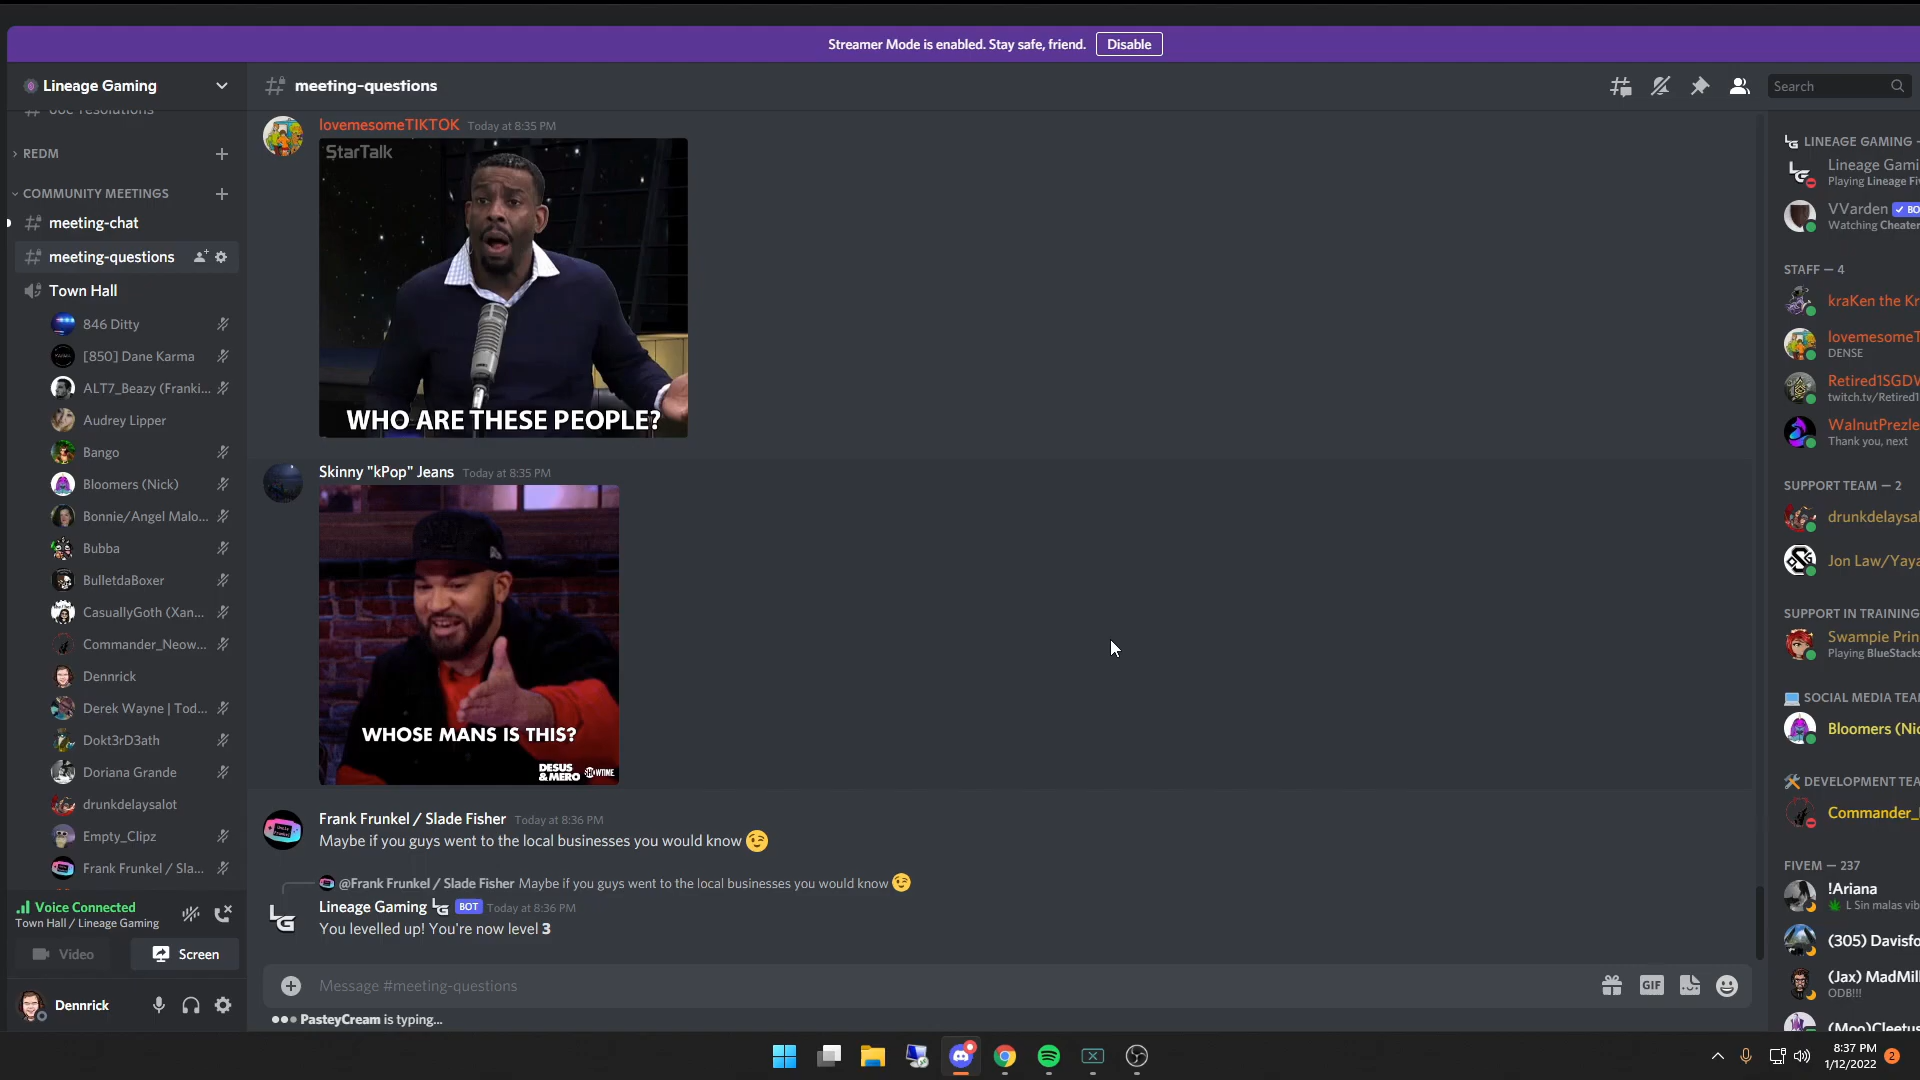 Streamer Mode is enabled. Stay safe, friend. Disable
Lineage Gaming
ooc-resolutions
REDM
COMMUNITY MEETINGS
meeting-chat
meeting-questions
Town Hall
846 Ditty
[850] Dane Karma
ALT7_Beazy (Franki...
Audrey Lipper
Bango
Bloomers (Nick)
Bonnie/Angel Malo...
Bubba
BulletdaBoxer
CasuallyGoth (Xan...
Commander_Neow...
Dennrick
Derek Wayne | Tod...
Dokt3rD3ath
Doriana Grande
drunkdelaysalot
Empty_Clipz
Frank Frunkel / Sla...
Voice Connected
Town Hall / Lineage Gaming
Video
Screen
Dennrick
meeting-questions
Search
lovemesomeTIKTOK Today at 8:35 PM
StarTalk
WHO ARE THESE PEOPLE?
Skinny "kPop" Jeans Today at 8:35 PM
WHOSE MANS IS THIS?
DESUS
& MERO SHOWTIME
Frank Frunkel / Slade Fisher Today at 8:36 PM
Maybe if you guys went to the local businesses you would know 😉
@Frank Frunkel / Slade Fisher Maybe if you guys went to the local businesses you would know 😉
Lineage Gaming LG BOT Today at 8:36 PM
You levelled up! You're now level 3
Message #meeting-questions
GIF
PasteyCream is typing...
LINEAGE GAMING —
Lineage Gami
Playing Lineage Fi
VVarden ✓ BO
Watching Cheater
STAFF — 4
kraKen the Kr
lovemesomeT
DENSE
Retired1SGDW
twitch.tv/Retired1
WalnutPrezle
Thank you, next
SUPPORT TEAM — 2
drunkdelaysal
Jon Law/Yaya
SUPPORT IN TRAINING
Swampie Prin
Playing BlueStacks
SOCIAL MEDIA TEA
Bloomers (Nic
DEVELOPMENT TEA
Commander_
FIVEM — 237
!Ariana
L Sin malas vib
(305) Davisfo
(Jax) MadMill
ODB!!!
(Moo)Cleetus
8:37 PM
1/12/2022
2